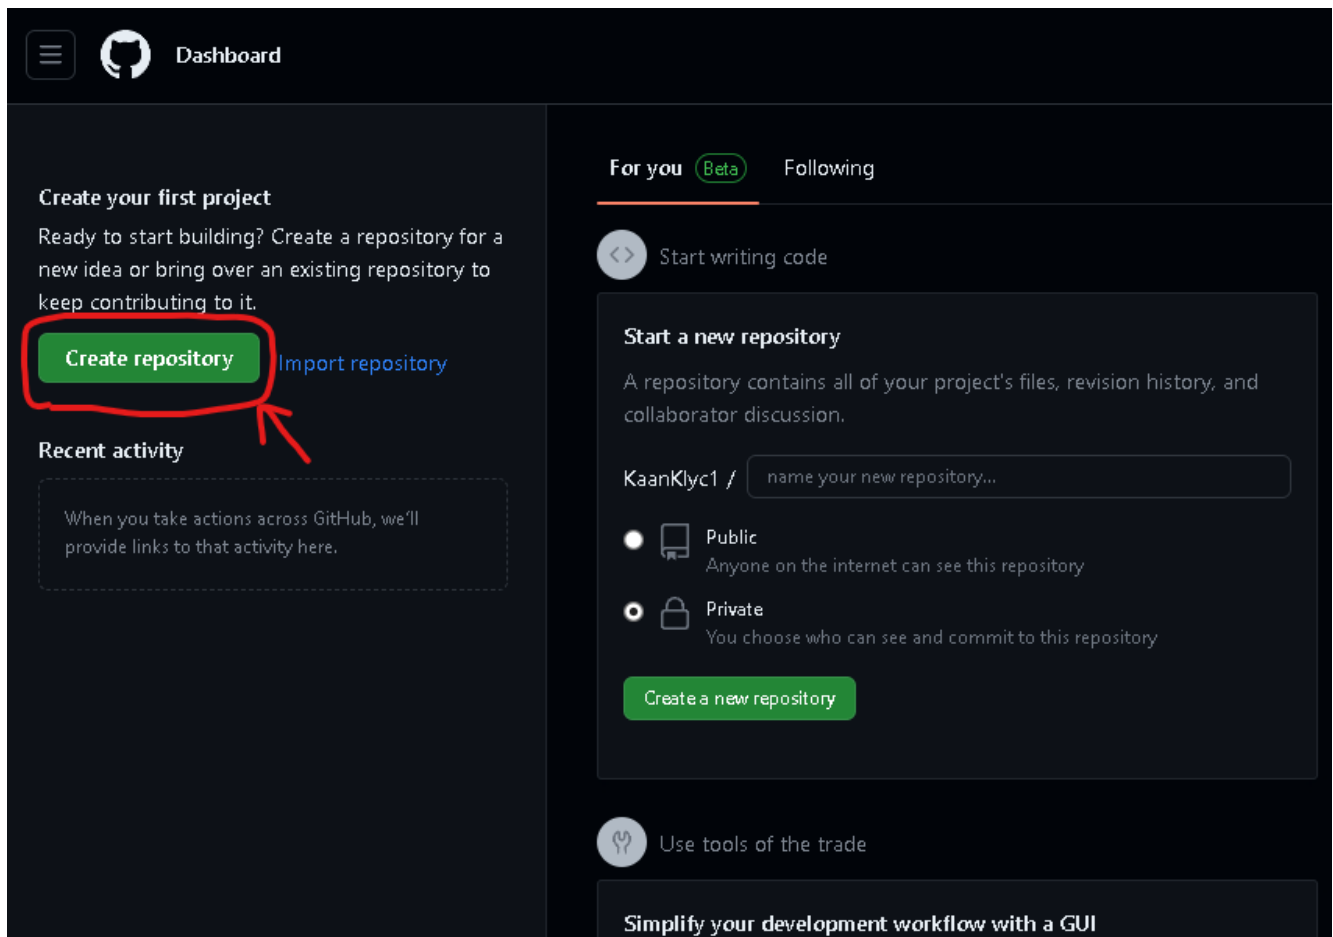 Dashboard
Create your first project
Ready to start building? Create a repository for a
new idea or bring over an existing repository to
keep contributing to it.
Create repository
Import repository
Recent activity
When you take actions across GitHub, we'll
provide links to that activity here.
For you Beta Following
Start writing code
Start a new repository
A repository contains all of your project's files, revision history, and
collaborator discussion.
KaanKlyc1 / name your new repository...
Public
Anyone on the internet can see this repository
Private
You choose who can see and commit to this repository
Create a new repository
Use tools of the trade
Simplify your development workflow with a GUI